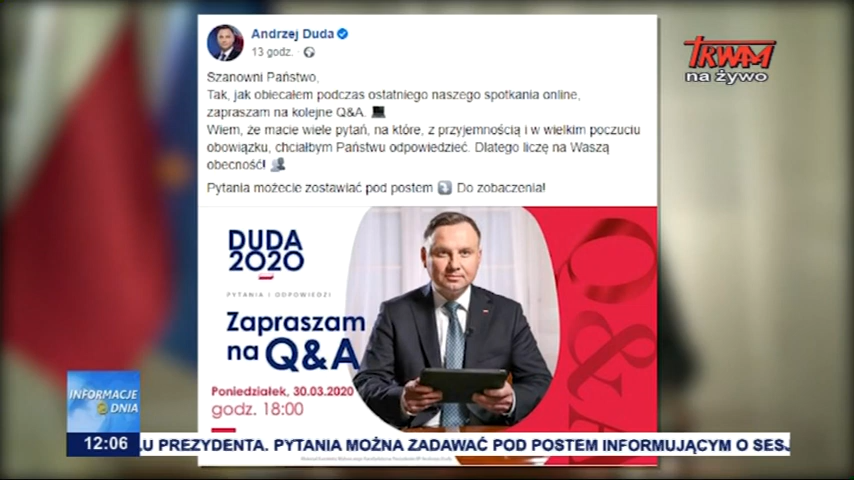 Andrzej Duda
13 godz.
Szanowni Państwo,
Tak, jak obiecałem podczas ostatniego naszego spotkania online,
zapraszam na kolejne Q&A.
Wiem, że macie wiele pytań, na które, z przyjemnością i w wielkim poczuciu
obowiązku, chciałbym Państwu odpowiedzieć. Dlatego liczę na Waszą
obecność!
Pytania możecie zostawiać pod postem Do zobaczenia!
TRWAM
na żywo
DUDA
2020
PYTANIA I ODPOWIEDZI
Zapraszam
na Q&A
Poniedziałek, 30.03.2020
godz. 18:00
Q&A
INFORMACJE
DNIA
12:06
LU PREZYDENTA. PYTANIA MOŻNA ZADAWAĆ POD POSTEM INFORMUJĄCYM O SESJ